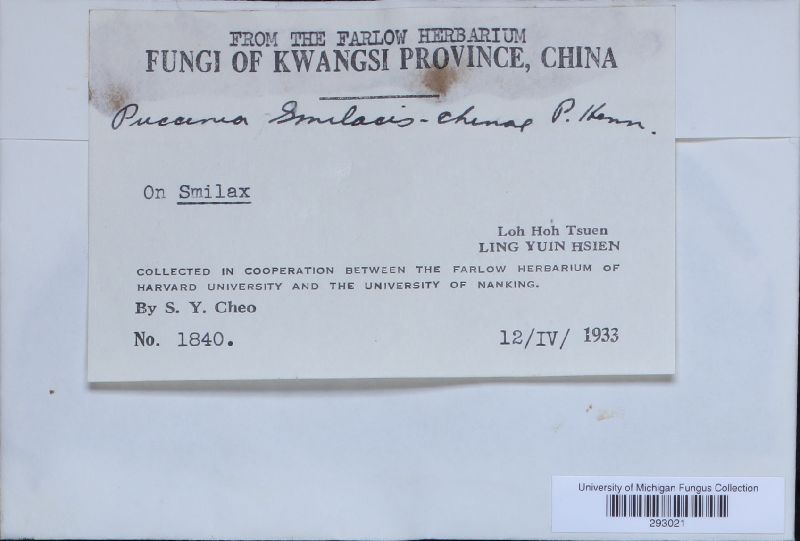 FROM THE FARLOW HERBARIUM
FUNGI OF KWANGSI PROVINCE, CHINA
Puccinia Smilacis-chinae P. Henn.
On Smilax
Loh Hoh Tsuen
LING YUIN HSIEN
COLLECTED IN COOPERATION BETWEEN THE FARLOW HERBARIUM OF
HARVARD UNIVERSITY AND THE UNIVERSITY OF NANKING.
By S. Y. Cheo
No. 1840. 12/IV/ 1933
University of Michigan Fungus Collection
293021